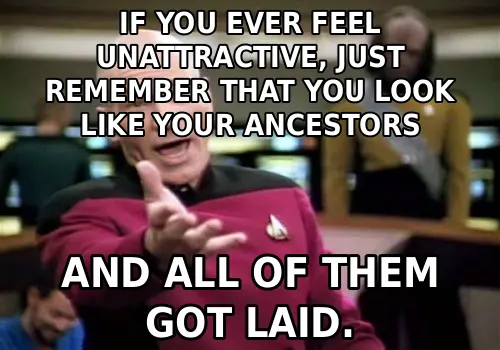 IF YOU EVER FEEL
UNATTRACTIVE, JUST
REMEMBER THAT YOU LOOK
LIKE YOUR ANCESTORS
AND ALL OF THEM
GOT LAID.